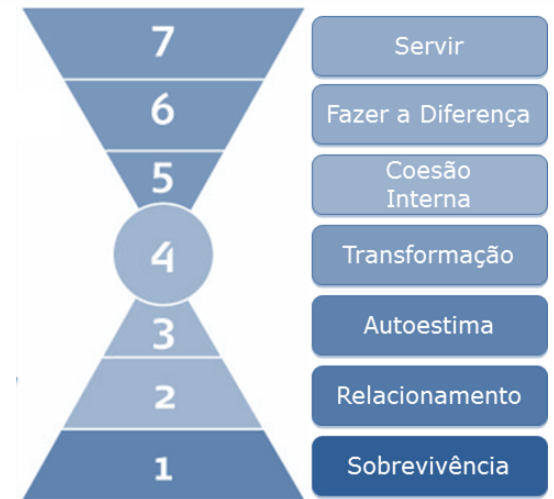 7
Servir
6
Fazer a Diferença
5
Coesão
Interna
4
Transformação
3
Autoestima
2
Relacionamento
1
Sobrevivência